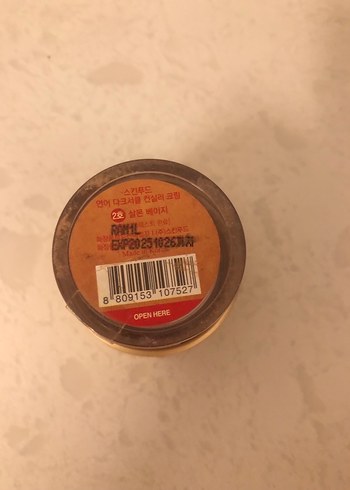 스킨푸드
연어 다크서클 컨실러 크림
2호 살몬 베이지
RAN1L
EXP20251026까지
8 809153 107527
OPEN HERE